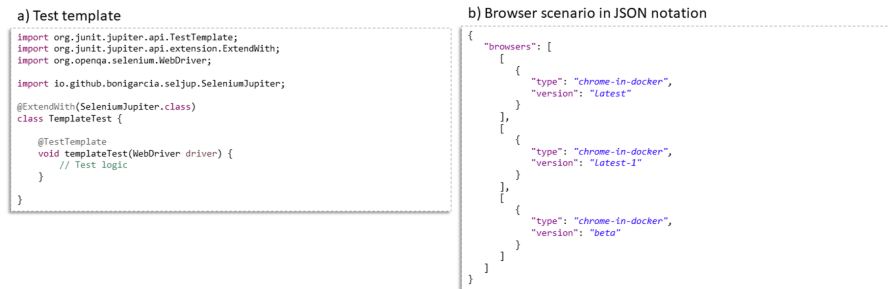 a) Test template
import org.junit.jupiter.api.TestTemplate;
import org.junit.jupiter.api.extension.ExtendWith;
import org.openqa.selenium.WebDriver;
import io.github.bonigarcia.seljup.SeleniumJupiter;
@ExtendWith(SeleniumJupiter.class)
class TemplateTest {
@TestTemplate
void templateTest(WebDriver driver) {
// Test logic
}
}
b) Browser scenario in JSON notation
{
"browsers": [
[
{
"type": "chrome-in-docker",
"version": "latest"
}
],
[
{
"type": "chrome-in-docker",
"version": "latest-1"
}
],
[
{
"type": "chrome-in-docker",
"version": "beta"
}
]
]
}